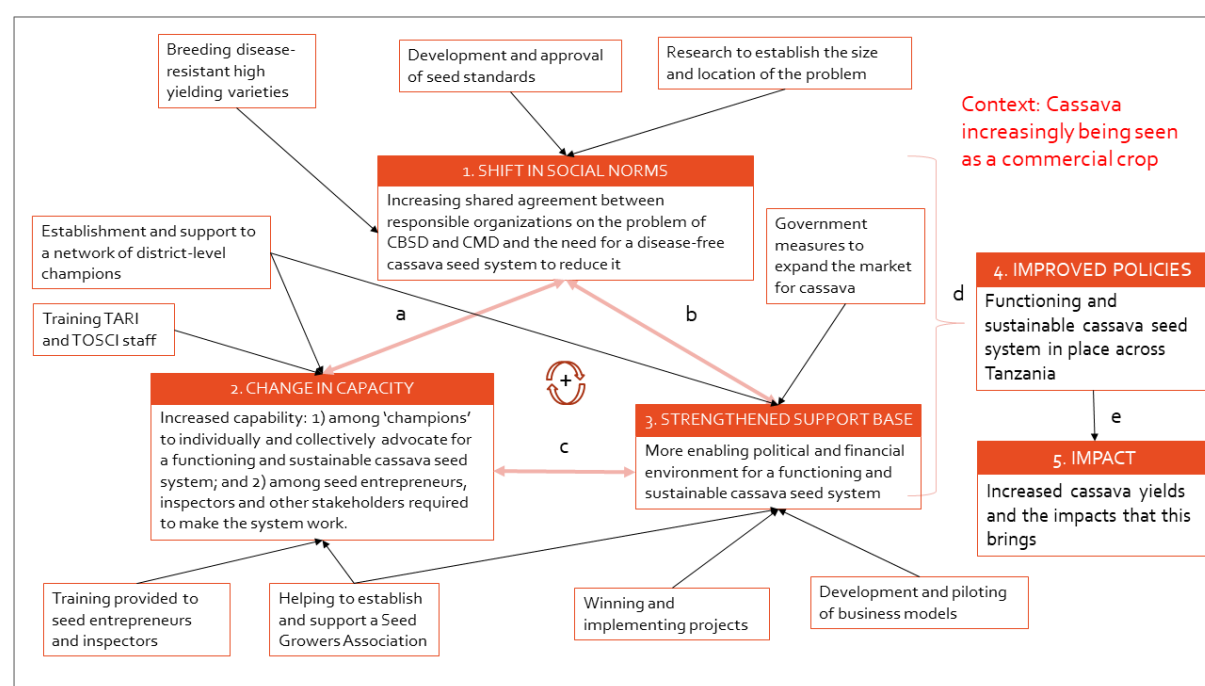 Breeding disease-
resistant high
yielding varieties
Development and approval
of seed standards
Research to establish the size
and location of the problem
Context: Cassava
increasingly being seen
as a commercial crop
1. SHIFT IN SOCIAL NORMS
Increasing shared agreement between
responsible organizations on the problem of
CBSD and CMD and the need for a disease-free
cassava seed system to reduce it
Establishment and support to
a network of district-level
champions
Government
measures to
expand the market
for cassava
Training TARI
and TOSCI staff
a
b
c
+
d
2. CHANGE IN CAPACITY
Increased capability: 1) among ‘champions’
to individually and collectively advocate for
a functioning and sustainable cassava seed
system; and 2) among seed entrepreneurs,
inspectors and other stakeholders required
to make the system work.
3. STRENGTHENED SUPPORT BASE
More enabling political and financial
environment for a functioning and
sustainable cassava seed system
4. IMPROVED POLICIES
Functioning and
sustainable cassava seed
system in place across
Tanzania
e
5. IMPACT
Increased cassava yields
and the impacts that this
brings
Training provided to
seed entrepreneurs
and inspectors
Helping to establish
and support a Seed
Growers Association
Winning and
implementing projects
Development and piloting
of business models